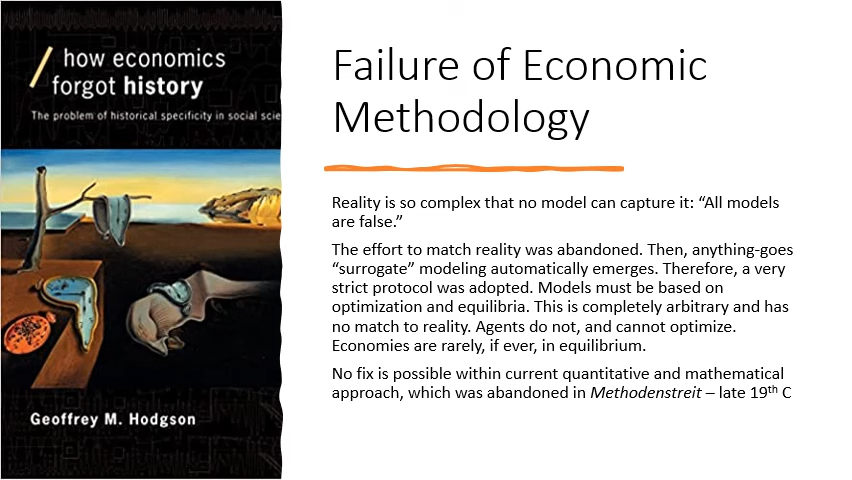 how economics
forgot history
The problem of historical specificity in social
Geoffrey M. Hodgson
Failure of Economic
Methodology
Reality is so complex that no model can capture it: “All models
are false.”
The effort to match reality was abandoned. Then, anything-goes
“surrogate” modeling automatically emerges. Therefore, a very
strict protocol was adopted. Models must be based on
optimization and equilibria. This is completely arbitrary and has
no match to reality. Agents do not, and cannot optimize.
Economies are rarely, if ever, in equilibrium.
No fix is possible within current quantitative and mathematical
approach, which was abandoned in Methodenstreit – late 19th C